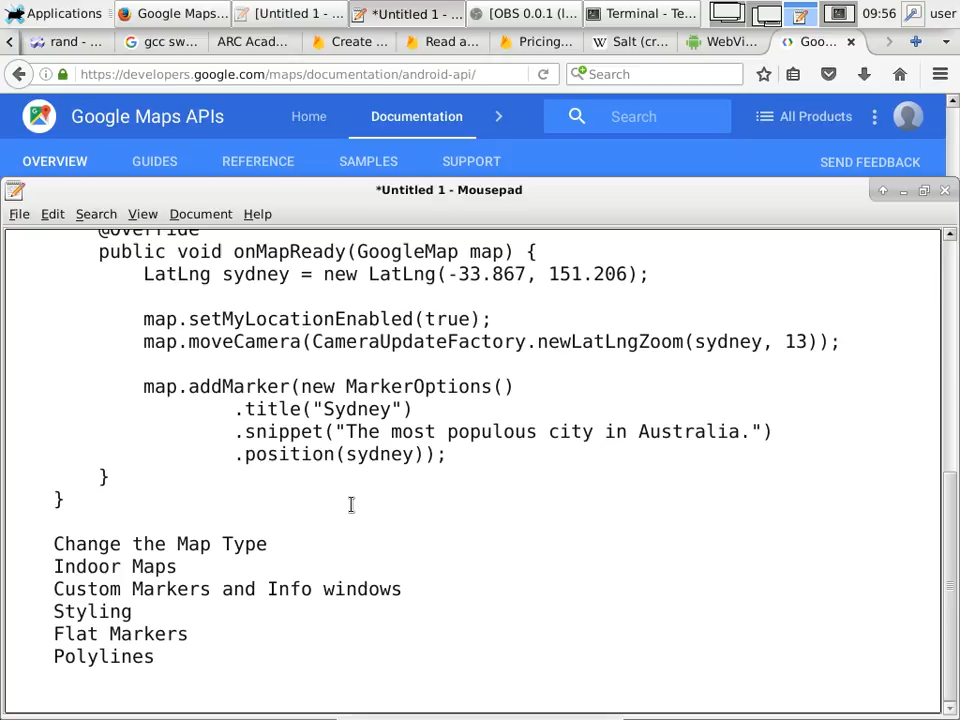 Applications
Google Maps...
[Untitled 1 - ...
*Untitled 1 - ...
[OBS 0.0.1 (l...
Terminal - Te...
09:56
user
rand - ...
gcc sw...
ARC Acad...
Create ...
Read a...
Pricing...
Salt (cr...
WebVi...
Goo...
https://developers.google.com/maps/documentation/android-api/
Search
Google Maps APIs
Home
Documentation
Search
All Products
OVERVIEW
GUIDES
REFERENCE
SAMPLES
SUPPORT
SEND FEEDBACK
*Untitled 1 - Mousepad
File Edit Search View Document Help
@Override
public void onMapReady(GoogleMap map) {
LatLng sydney = new LatLng(-33.867, 151.206);
map.setMyLocationEnabled(true);
map.moveCamera(CameraUpdateFactory.newLatLngZoom(sydney, 13));
map.addMarker(new MarkerOptions()
.title("Sydney")
.snippet("The most populous city in Australia.")
.position(sydney));
}
}
Change the Map Type
Indoor Maps
Custom Markers and Info windows
Styling
Flat Markers
Polylines